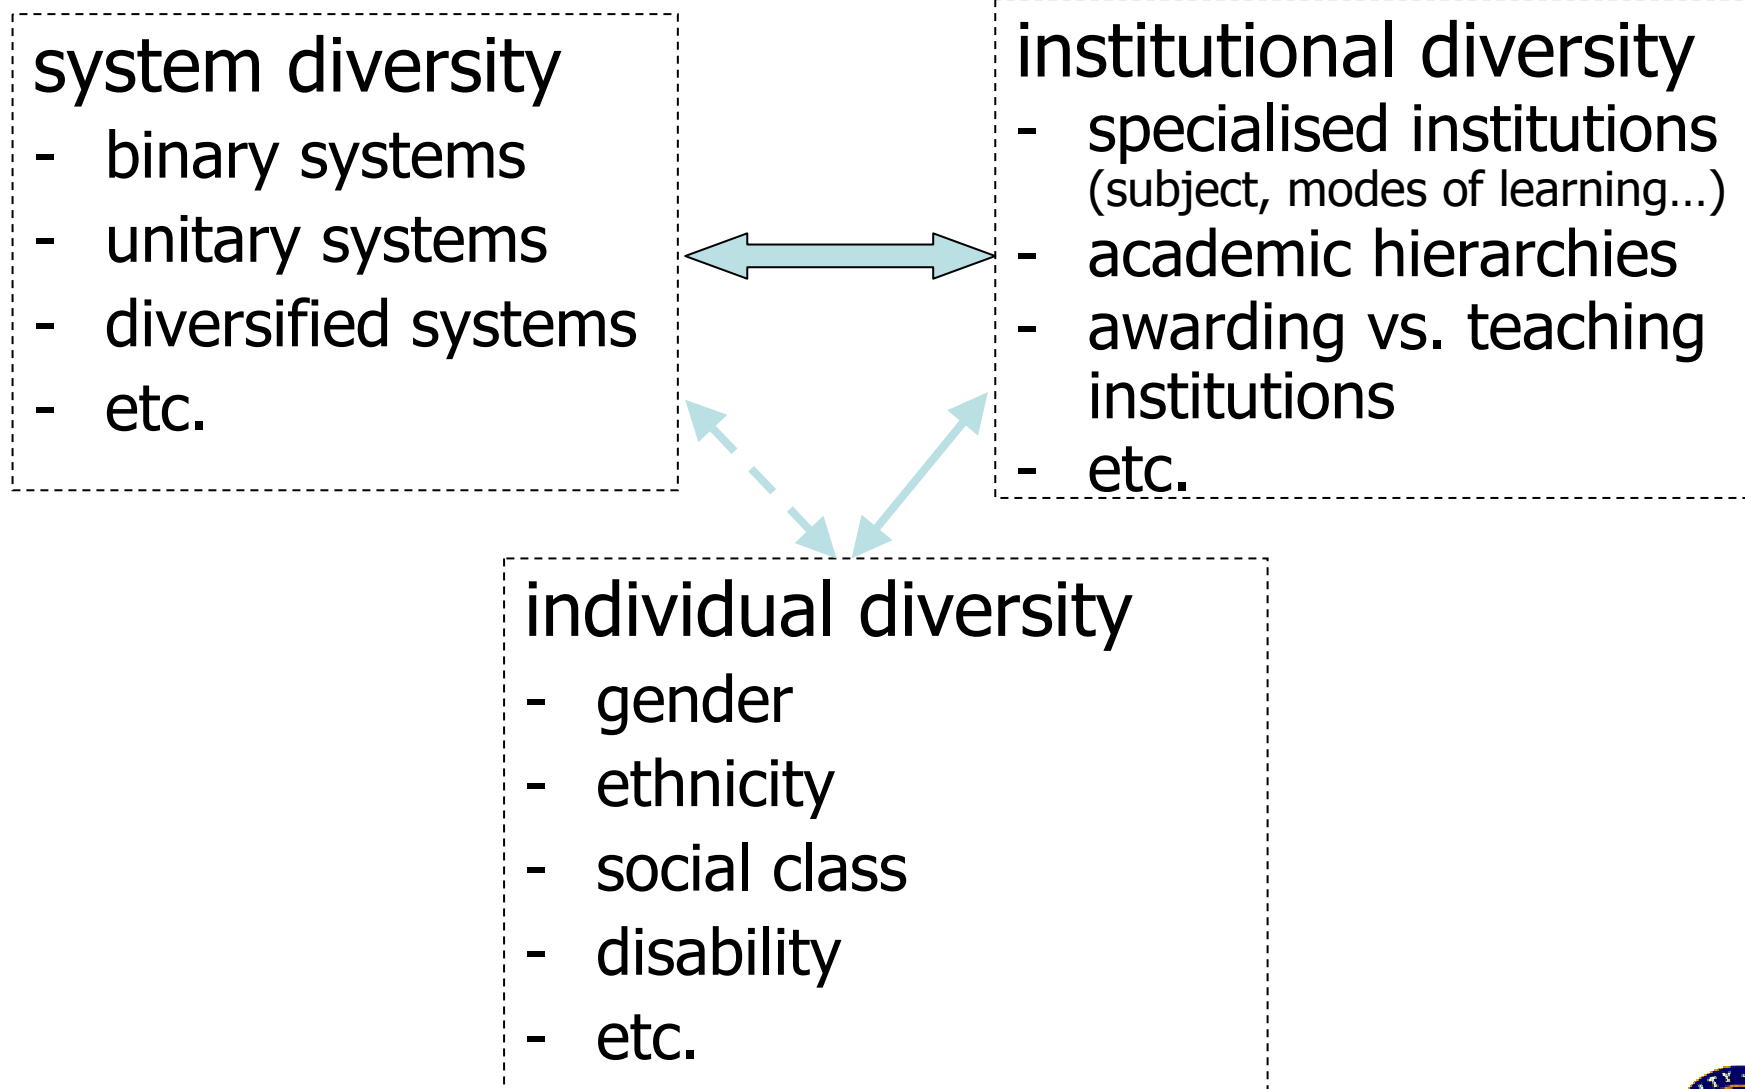 system diversity
- binary systems
- unitary systems
- diversified systems
- etc.
institutional diversity
- specialised institutions
(subject, modes of learning…)
- academic hierarchies
- awarding vs. teaching
institutions
- etc.
individual diversity
- gender
- ethnicity
- social class
- disability
- etc.